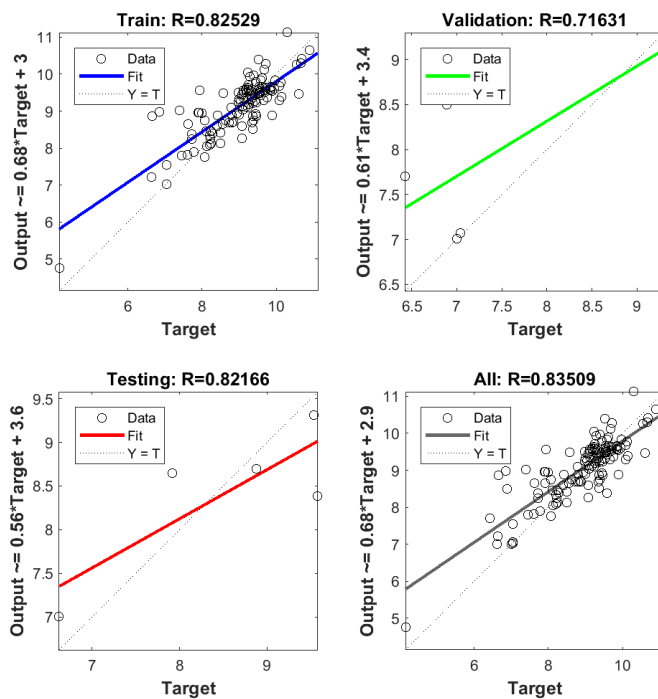 Train: R=0.82529
Output ~= 0.68*Target + 3
11
10
9
8
7
6
5
Data
Fit
Y = T
6
8
10
Target
Validation: R=0.71631
Output ~= 0.61*Target + 3.4
9
8.5
8
7.5
7
6.5
Data
Fit
Y = T
6.5
7
7.5
8
8.5
9
Target
Testing: R=0.82166
Output ~= 0.56*Target + 3.6
9.5
9
8.5
8
7.5
7
Data
Fit
Y = T
7
8
9
Target
All: R=0.83509
Output ~= 0.68*Target + 2.9
11
10
9
8
7
6
5
Data
Fit
Y = T
6
8
10
Target